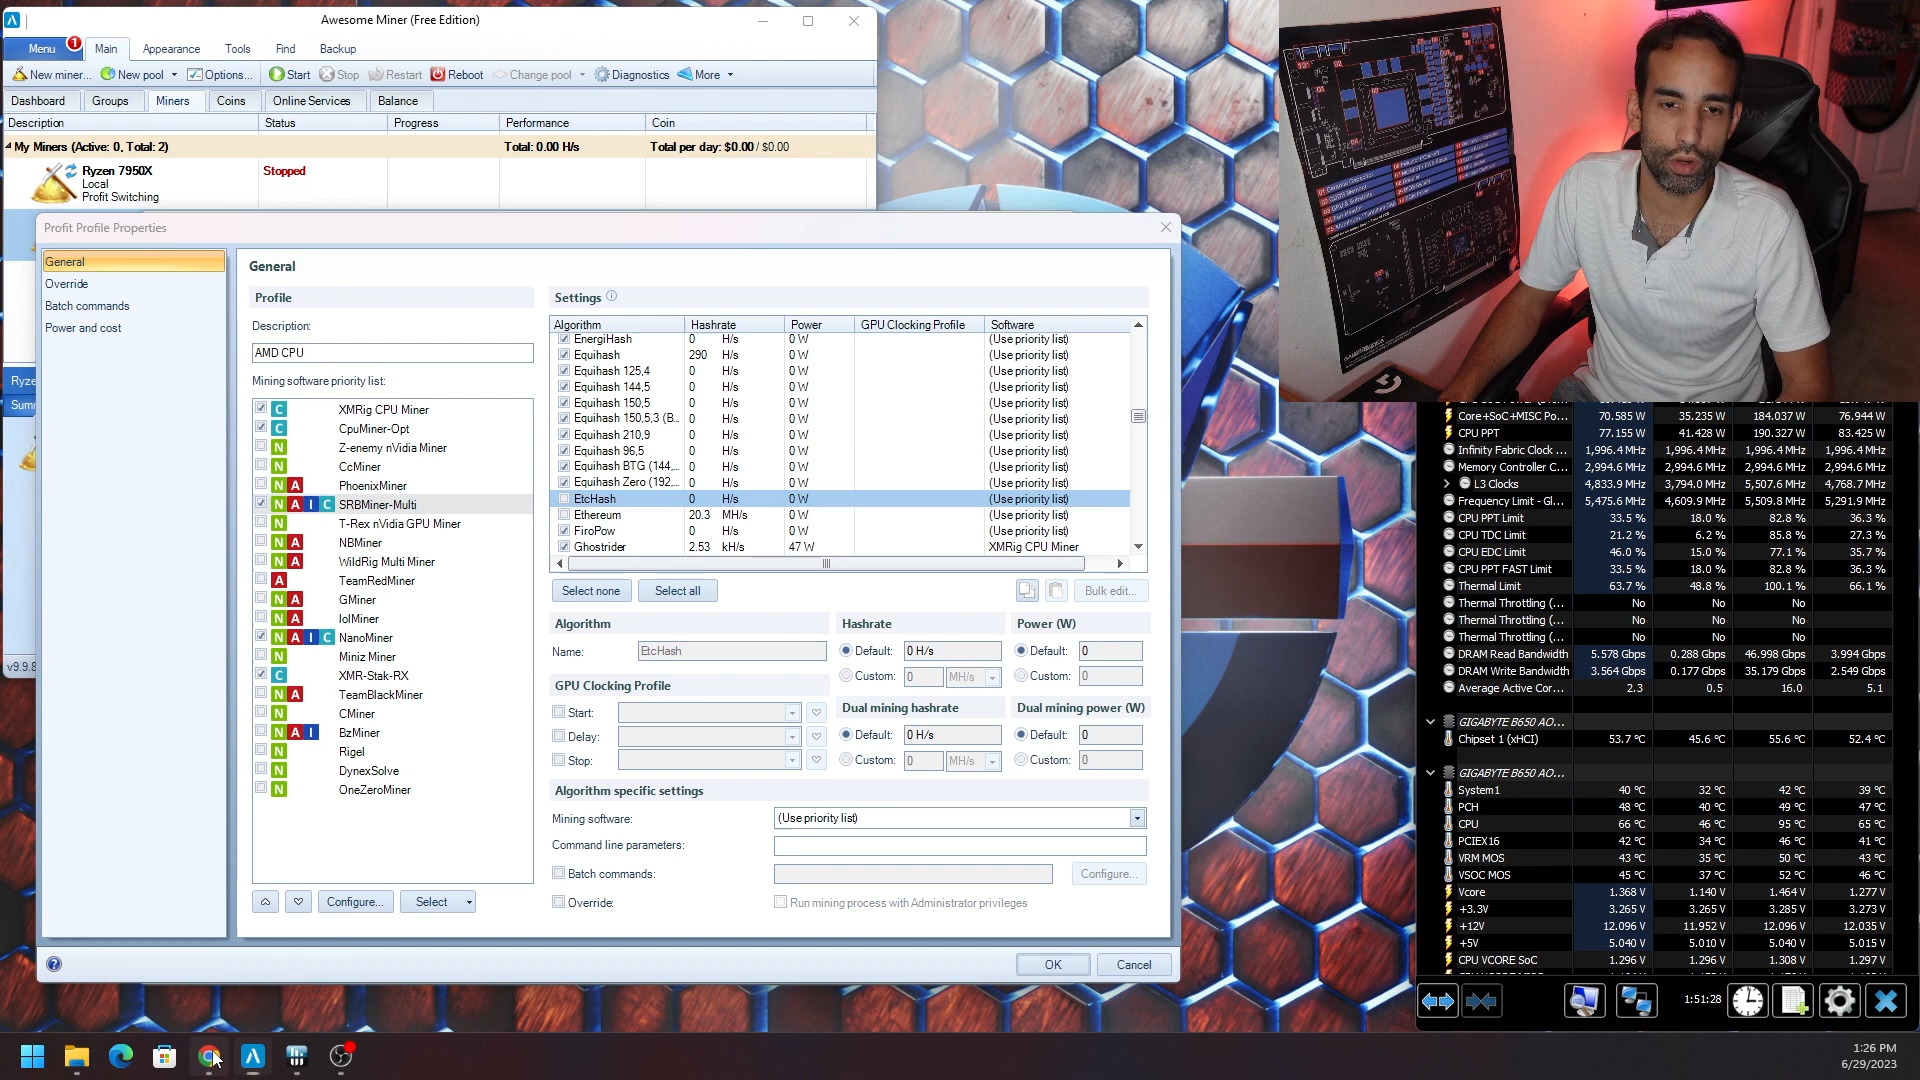 Awesome Miner (Free Edition)
Menu 1 Main Appearance Tools Find Backup
New miner... New pool Options... Start Stop Restart Reboot Change pool Diagnostics More
Dashboard Groups Miners Coins Online Services Balance
Description Status Progress Performance Coin
My Miners (Active: 0, Total: 2) Total: 0.00 H/s Total per day: $0.00 / $0.00
Ryzen 7950X Stopped
Local
Profit Switching
Profit Profile Properties
General
Override
Batch commands
Power and cost
Ryze
Sum
v9.9.8
General
Profile
Description:
AMD CPU
Mining software priority list:
C XMRig CPU Miner
C CpuMiner-Opt
N Z-enemy nVidia Miner
N CcMiner
N A PhoenixMiner
N A I C SRBMiner-Multi
N T-Rex nVidia GPU Miner
N A NBMiner
N A WildRig Multi Miner
A TeamRedMiner
N A GMiner
N A lolMiner
N A I C NanoMiner
N Miniz Miner
C XMR-Stak-RX
N A TeamBlackMiner
N CMiner
N A I BzMiner
N Rigel
N DynexSolve
N OneZeroMiner
Configure... Select
Settings
Algorithm Hashrate Power GPU Clocking Profile Software
EnergiHash 0 H/s 0 W (Use priority list)
Equihash 290 H/s 0 W (Use priority list)
Equihash 125,4 0 H/s 0 W (Use priority list)
Equihash 144,5 0 H/s 0 W (Use priority list)
Equihash 150,5 0 H/s 0 W (Use priority list)
Equihash 150,5,3 (B... 0 H/s 0 W (Use priority list)
Equihash 210,9 0 H/s 0 W (Use priority list)
Equihash 96,5 0 H/s 0 W (Use priority list)
Equihash BTG (144,... 0 H/s 0 W (Use priority list)
Equihash Zero (192,... 0 H/s 0 W (Use priority list)
EtcHash 0 H/s 0 W (Use priority list)
Ethereum 20.3 MH/s 0 W (Use priority list)
FiroPow 0 H/s 0 W (Use priority list)
Ghostrider 2.53 kH/s 47 W XMRig CPU Miner
Select none Select all Bulk edit...
Algorithm Hashrate Power (W)
Name: EtcHash Default: 0 H/s Default: 0
Custom: 0 MH/s Custom: 0
GPU Clocking Profile
Dual mining hashrate Dual mining power (W)
Start:
Delay: Default: 0 H/s Default: 0
Stop: Custom: 0 MH/s Custom: 0
Algorithm specific settings
Mining software: (Use priority list)
Command line parameters:
Batch commands: Configure...
Override: Run mining process with Administrator privileges
OK Cancel
Core+SoC+MISC Po... 70.585 W 35.235 W 184.037 W 76.944 W
CPU PPT 77.155 W 41.428 W 190.327 W 83.425 W
Infinity Fabric Clock ... 1,996.4 MHz 1,996.4 MHz 1,996.4 MHz 1,996.4 MHz
Memory Controller C... 2,994.6 MHz 2,994.6 MHz 2,994.6 MHz 2,994.6 MHz
L3 Clocks 4,833.9 MHz 3,794.0 MHz 5,507.6 MHz 4,768.7 MHz
Frequency Limit - Gl... 5,475.6 MHz 4,609.9 MHz 5,509.8 MHz 5,291.9 MHz
CPU PPT Limit 33.5 % 18.0 % 82.8 % 36.3 %
CPU TDC Limit 21.2 % 6.2 % 85.8 % 27.3 %
CPU EDC Limit 46.0 % 15.0 % 77.1 % 35.7 %
CPU PPT FAST Limit 33.5 % 18.0 % 82.8 % 36.3 %
Thermal Limit 63.7 % 48.8 % 100.1 % 66.1 %
Thermal Throttling (... No No No
Thermal Throttling (... No No No
Thermal Throttling (... No No No
DRAM Read Bandwidth 5.578 Gbps 0.288 Gbps 46.998 Gbps 3.994 Gbps
DRAM Write Bandwidth 3.564 Gbps 0.177 Gbps 35.179 Gbps 2.549 Gbps
Average Active Cor... 2.3 0.5 16.0 5.1
GIGABYTE B650 AO...
Chipset 1 (xHCI) 53.7 °C 45.6 °C 55.6 °C 52.4 °C
GIGABYTE B650 AO...
System1 40 °C 32 °C 42 °C 39 °C
PCH 48 °C 40 °C 49 °C 47 °C
CPU 66 °C 46 °C 95 °C 65 °C
PCIEX16 42 °C 34 °C 46 °C 41 °C
VRM MOS 43 °C 35 °C 50 °C 43 °C
VSOC MOS 45 °C 37 °C 52 °C 46 °C
Vcore 1.368 V 1.140 V 1.464 V 1.277 V
+3.3V 3.265 V 3.265 V 3.285 V 3.273 V
+12V 12.096 V 11.952 V 12.096 V 12.035 V
+5V 5.040 V 5.010 V 5.040 V 5.015 V
CPU VCORE SoC 1.296 V 1.296 V 1.308 V 1.297 V
1:51:28
1:26 PM
6/29/2023